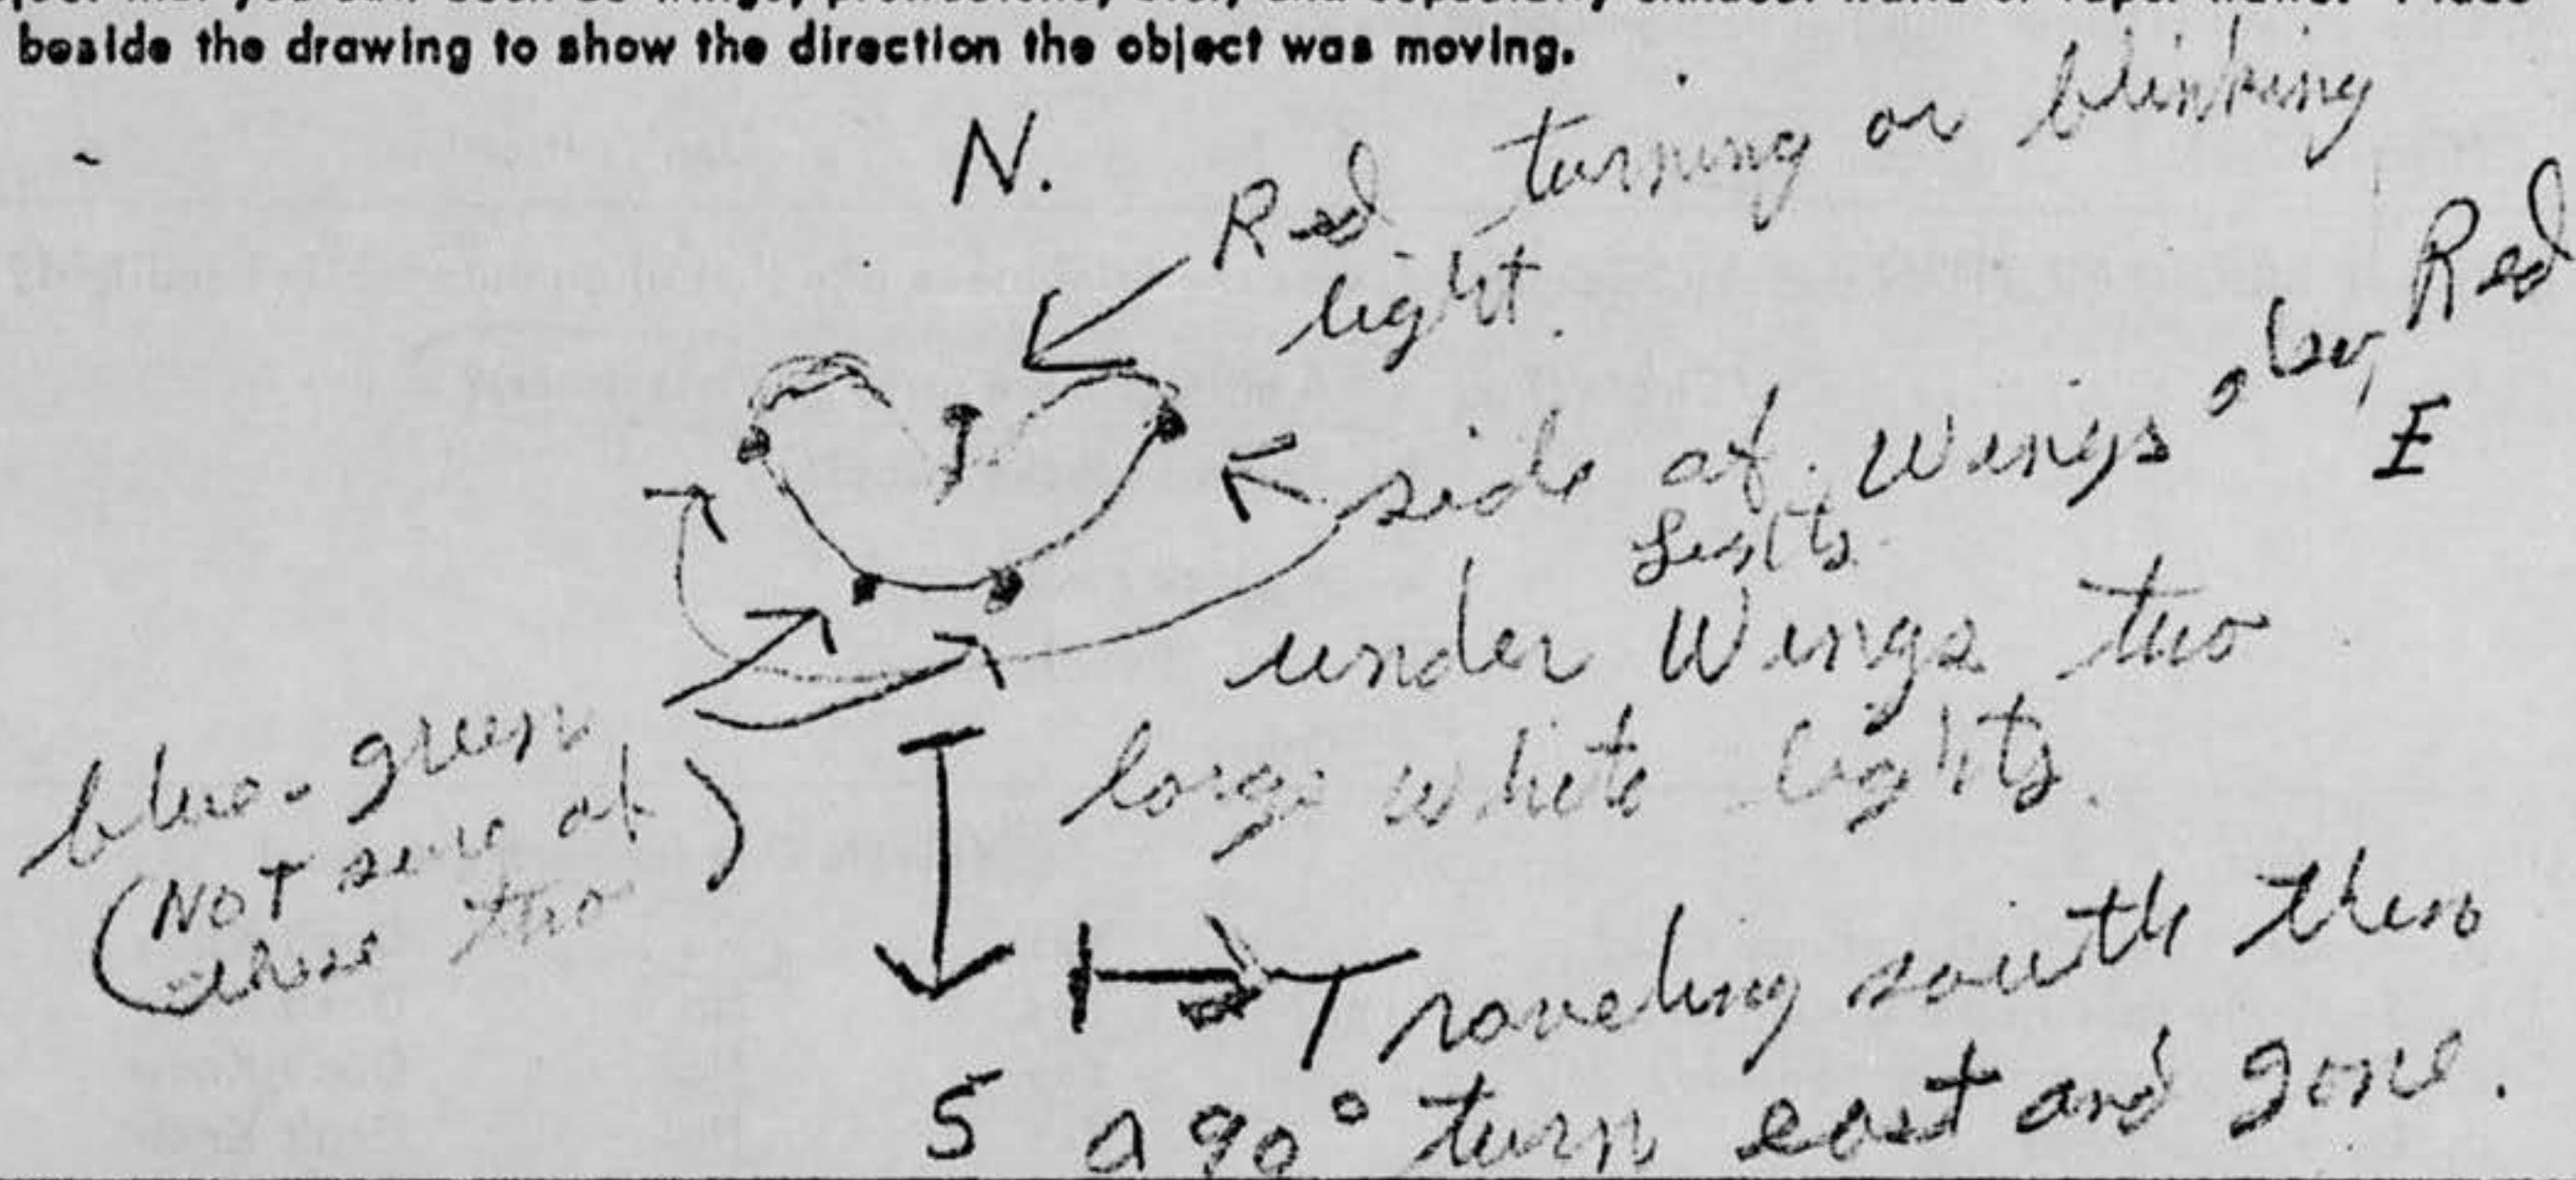 beside the drawing to show the direction the object was moving.
N.
Red turning or blinking
light.
side of wings, Red
E
Lights
under Wings two
large white lights.
blue-green
(NOT sure of
these two)
Traveling south then
S a 90° turn east and gone.